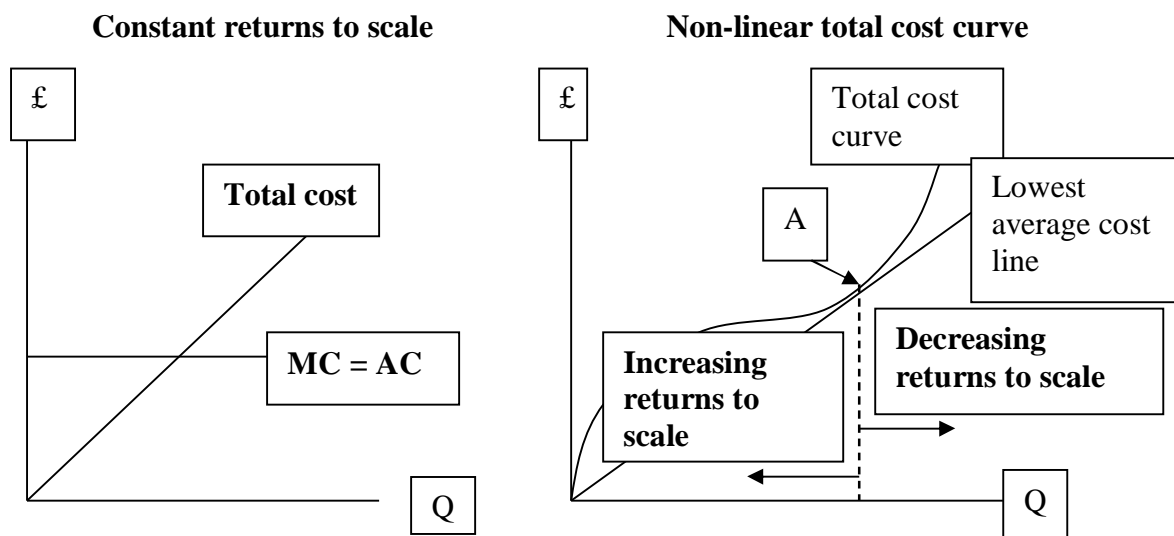 Constant returns to scale
£
Total cost
MC = AC
Q
Non-linear total cost curve
£
Total cost
curve
Lowest
average cost
line
A
Increasing
returns to
scale
Decreasing
returns to scale
Q